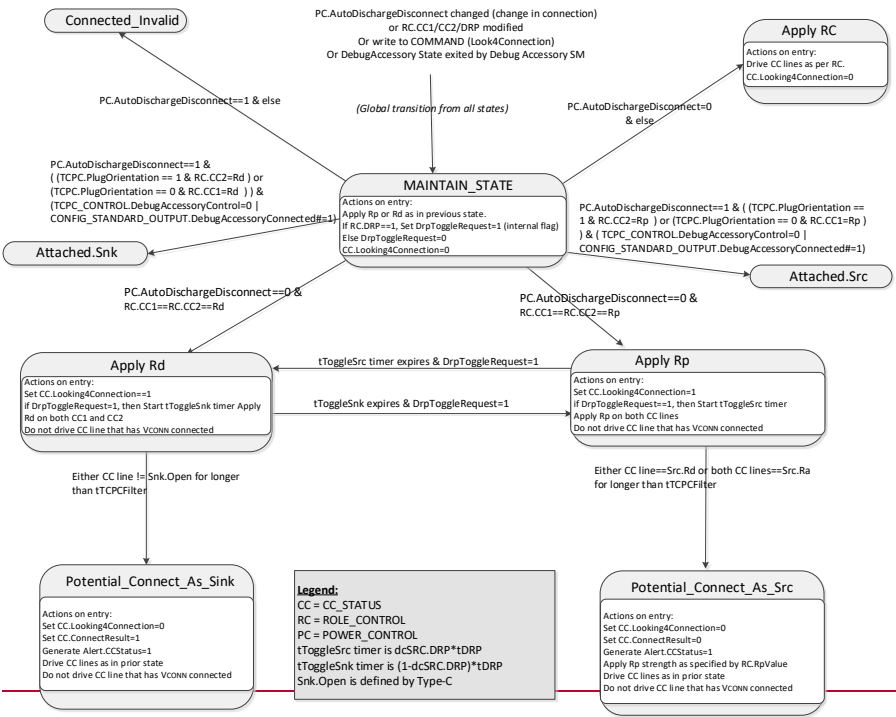 Connected_Invalid
PC.AutoDischargeDisconnect changed (change in connection)
or RC.CC1/CC2/DRP modified
Or write to COMMAND (Look4Connection)
Or DebugAccessory State exited by Debug Accessory SM
Apply RC
Actions on entry:
Drive CC lines as per RC.
CC.Looking4Connection=0
PC.AutoDischargeDisconnect==1 & else
(Global transition from all states)
PC.AutoDischargeDisconnect=0
& else
PC.AutoDischargeDisconnect==1 &
( (TCPC.PlugOrientation == 1 & RC.CC2=Rd ) or
(TCPC.PlugOrientation == 0 & RC.CC1=Rd ) ) &
(TCPC_CONTROL.DebugAccessoryControl=0 |
CONFIG_STANDARD_OUTPUT.DebugAccessoryConnected#=1)
MAINTAIN_STATE
Actions on entry:
Apply Rp or Rd as in previous state.
If RC.DRP==1, Set DrpToggleRequest=1 (internal flag)
Else DrpToggleRequest=0
CC.Looking4Connection=0
PC.AutoDischargeDisconnect==1 & ( (TCPC.PlugOrientation ==
1 & RC.CC2=Rp ) or (TCPC.PlugOrientation == 0 & RC.CC1=Rp )
) & ( TCPC_CONTROL.DebugAccessoryControl=0 |
CONFIG_STANDARD_OUTPUT.DebugAccessoryConnected#=1)
Attached.Snk
Attached.Src
PC.AutoDischargeDisconnect==0 &
RC.CC1==RC.CC2==Rd
PC.AutoDischargeDisconnect==0 &
RC.CC1==RC.CC2==Rp
Apply Rd
Actions on entry:
Set CC.Looking4Connection==1
if DrpToggleRequest=1, then Start tToggleSnk timer Apply
Rd on both CC1 and CC2
Do not drive CC line that has VCONN connected
tToggleSrc timer expires & DrpToggleRequest=1
tToggleSnk expires & DrpToggleRequest=1
Apply Rp
Actions on entry:
Set CC.Looking4Connection=1
if DrpToggleRequest==1, then Start tToggleSrc timer
Apply Rp on both CC lines
Do not drive CC line that has VCONN connected
Either CC line != Snk.Open for longer
than tTCPCFilter
Either CC line==Src.Rd or both CC lines==Src.Ra
for longer than tTCPCFilter
Potential_Connect_As_Sink
Actions on entry:
Set CC.Looking4Connection=0
Set CC.ConnectResult=1
Generate Alert.CCStatus=1
Drive CC lines as in prior state
Do not drive CC line that has VCONN connected
Legend:
CC = CC_STATUS
RC = ROLE_CONTROL
PC = POWER_CONTROL
tToggleSrc timer is dcSRC.DRP*tDRP
tToggleSnk timer is (1-dcSRC.DRP)*tDRP
Snk.Open is defined by Type-C
Potential_Connect_As_Src
Actions on entry:
Set CC.Looking4Connection=0
Set CC.ConnectResult=0
Generate Alert.CCStatus=1
Apply Rp strength as specified by RC.RpValue
Drive CC lines as in prior state
Do not drive CC line that has VCONN connected